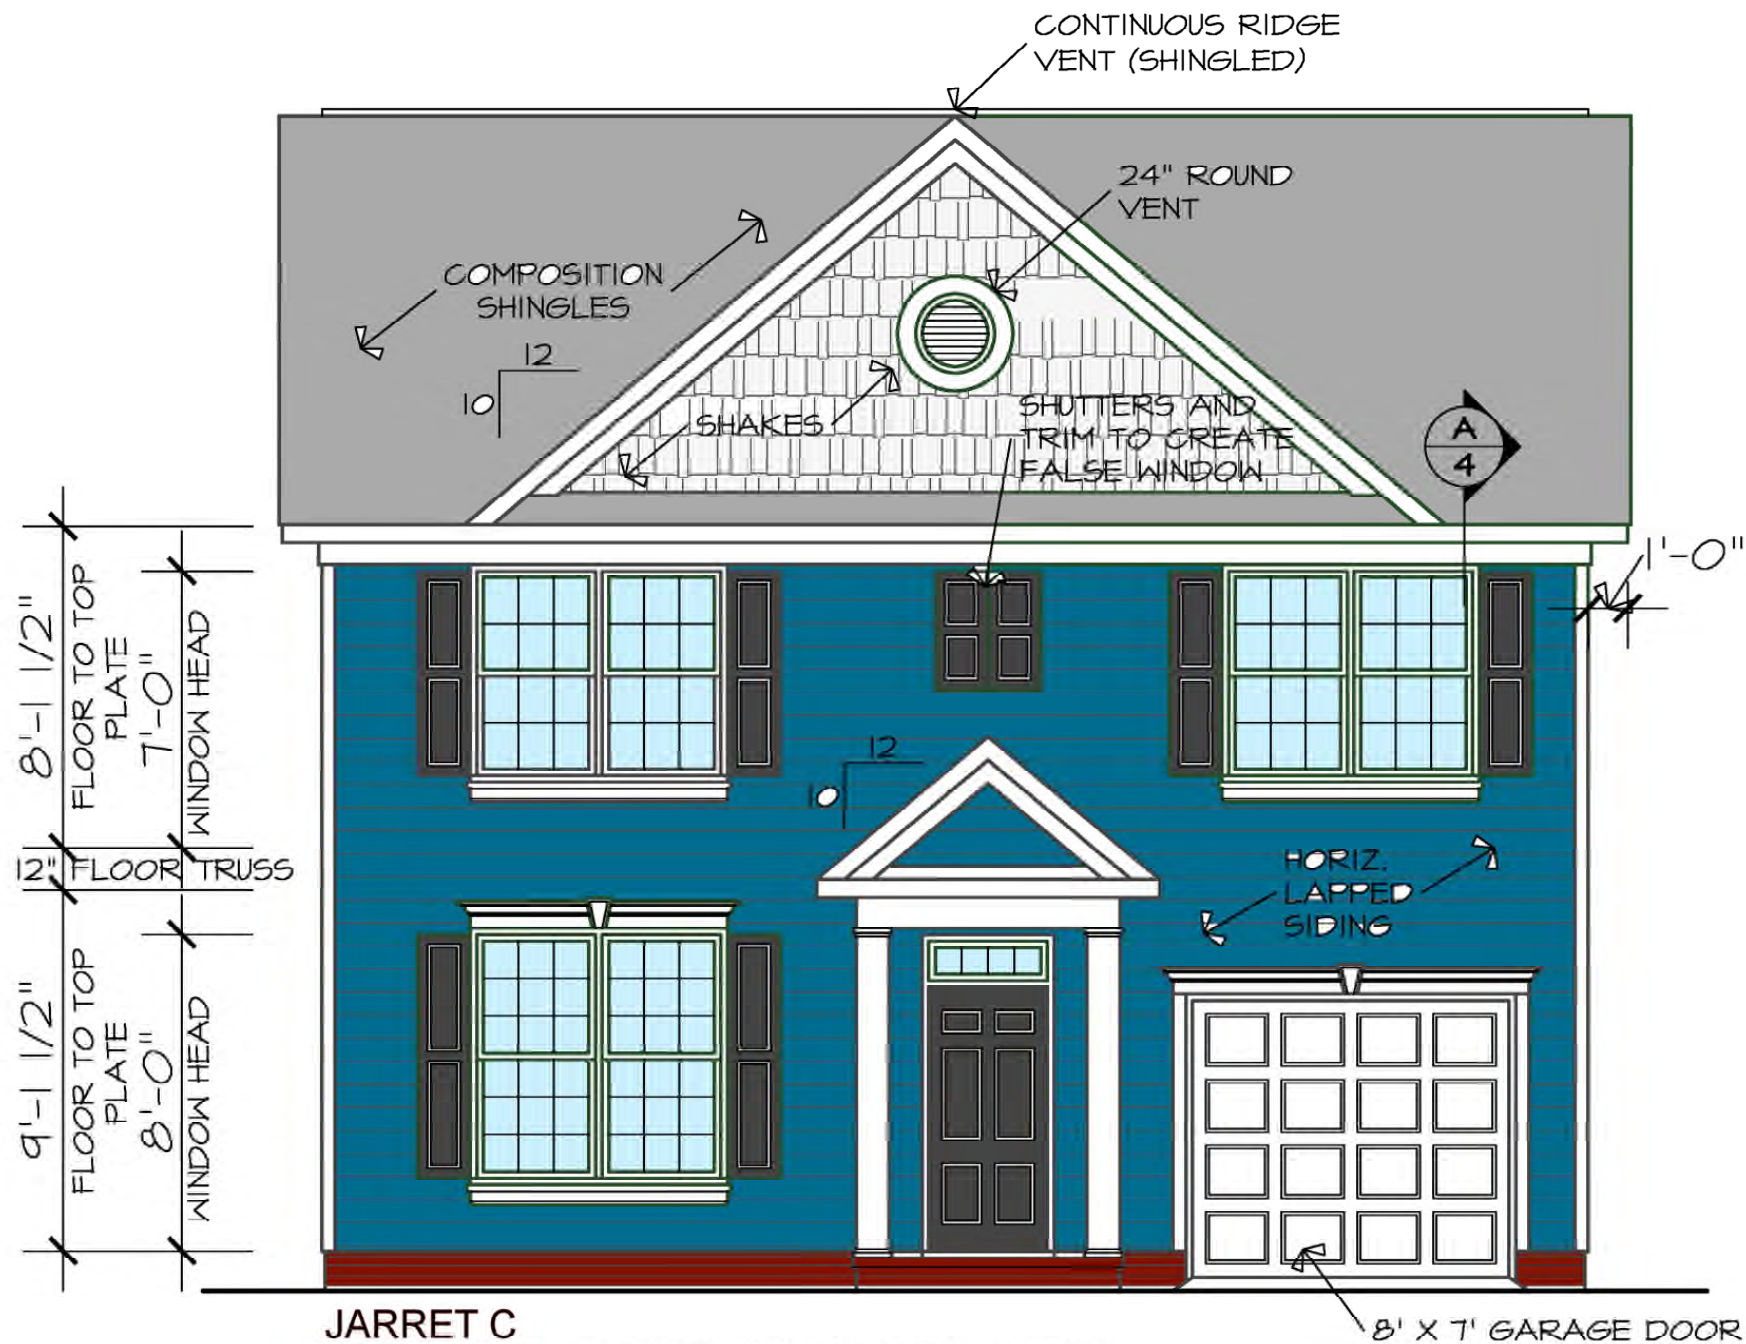 CONTINUOUS RIDGE
VENT (SHINGLED)
24" ROUND
VENT
COMPOSITION
SHINGLES
12
10
SHAKES
SHUTTERS AND
TRIM TO CREATE
FALSE WINDOW
A
4
1'-0"
8'-1 1/2"
FLOOR TO TOP
PLATE
7'-0"
WINDOW HEAD
12
10
12" FLOOR TRUSS
HORIZ.
LAPPED
SIDING
9'-1 1/2"
FLOOR TO TOP
PLATE
8'-0"
WINDOW HEAD
JARRET C
8' X 7' GARAGE DOOR